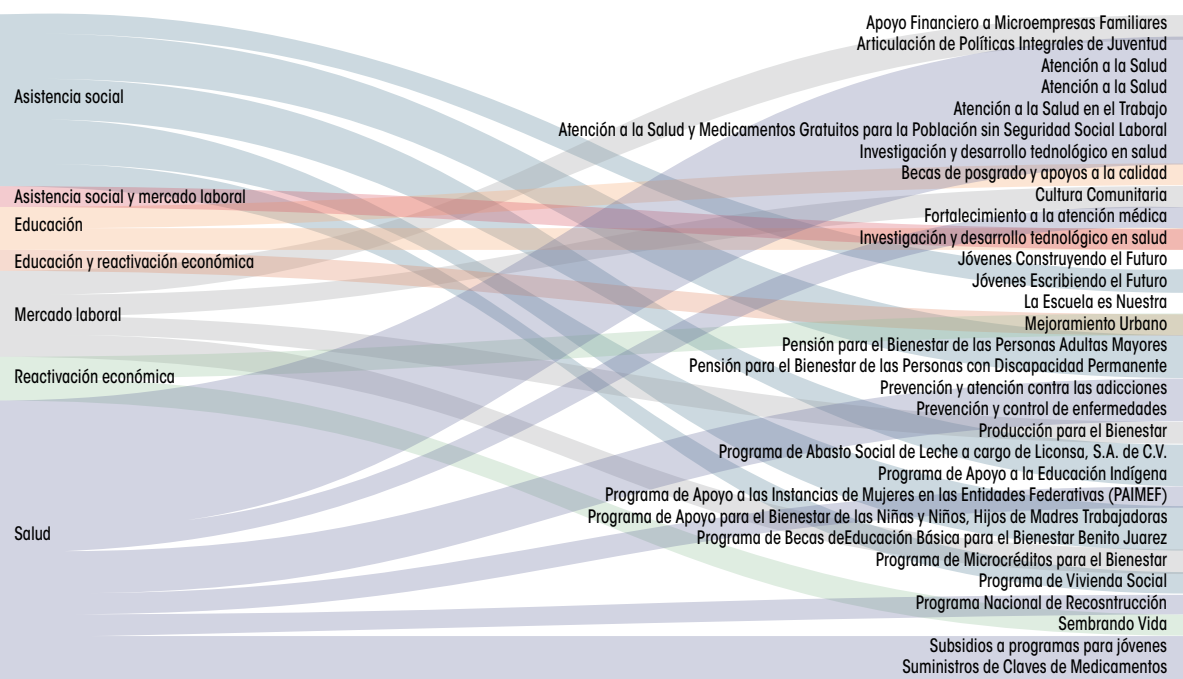 Asistencia social
Asistencia social y mercado laboral
Educación
Educación y reactivación económica
Mercado laboral
Reactivación económica
Salud
Apoyo Financiero a Microempresas Familiares
Articulación de Políticas Integrales de Juventud
Atención a la Salud
Atención a la Salud
Atención a la Salud en el Trabajo
Atención a la Salud y Medicamentos Gratuitos para la Población sin Seguridad Social Laboral
Investigación y desarrollo tednológico en salud
Becas de posgrado y apoyos a la calidad
Cultura Comunitaria
Fortalecimiento a la atención médica
Investigación y desarrollo tednológico en salud
Jóvenes Construyendo el Futuro
Jóvenes Escribiendo el Futuro
La Escuela es Nuestra
Mejoramiento Urbano
Pensión para el Bienestar de las Personas Adultas Mayores
Pensión para el Bienestar de las Personas con Discapacidad Permanente
Prevención y atención contra las adicciones
Prevención y control de enfermedades
Producción para el Bienestar
Programa de Abasto Social de Leche a cargo de Liconsa, S.A. de C.V.
Programa de Apoyo a la Educación Indígena
Programa de Apoyo a las Instancias de Mujeres en las Entidades Federativas (PAIMEF)
Programa de Apoyo para el Bienestar de las Niñas y Niños, Hijos de Madres Trabajadoras
Programa de Becas deEducación Básica para el Bienestar Benito Juarez
Programa de Microcréditos para el Bienestar
Programa de Vivienda Social
Programa Nacional de Recosntrucción
Sembrando Vida
Subsidios a programas para jóvenes
Suministros de Claves de Medicamentos